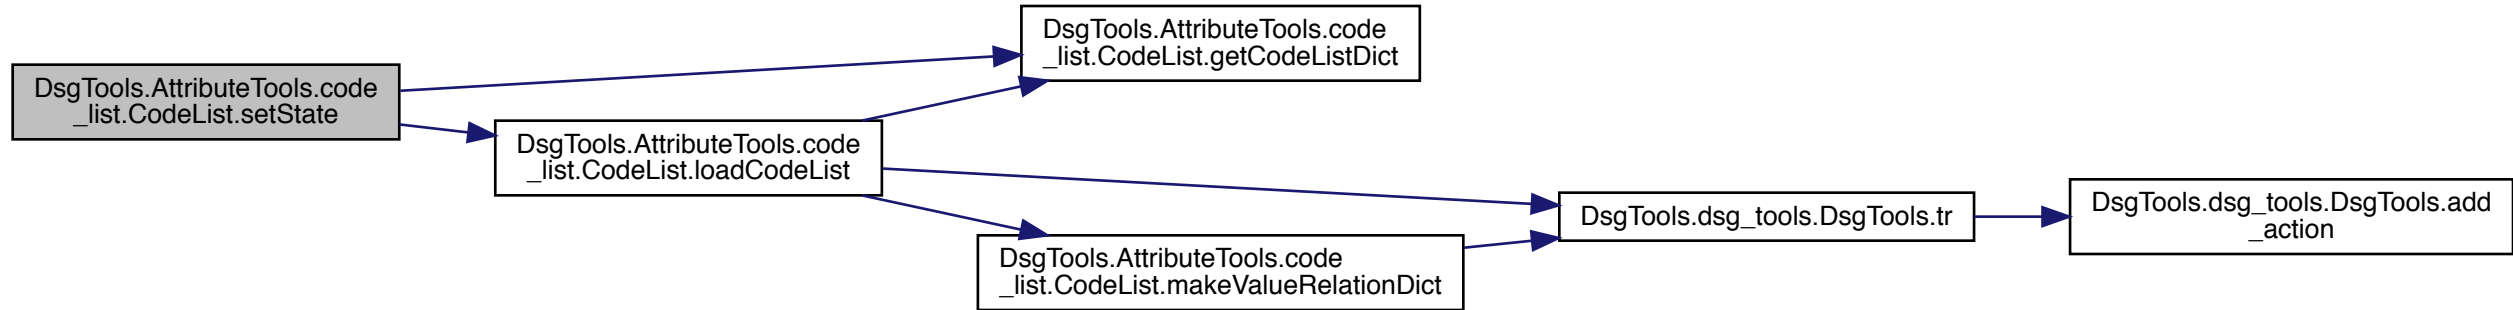 DsgTools.AttributeTools.code
_list.CodeList.setState
DsgTools.AttributeTools.code
_list.CodeList.getCodeListDict
DsgTools.AttributeTools.code
_list.CodeList.loadCodeList
DsgTools.dsg_tools.DsgTools.tr
DsgTools.dsg_tools.DsgTools.add
_action
DsgTools.AttributeTools.code
_list.CodeList.makeValueRelationDict